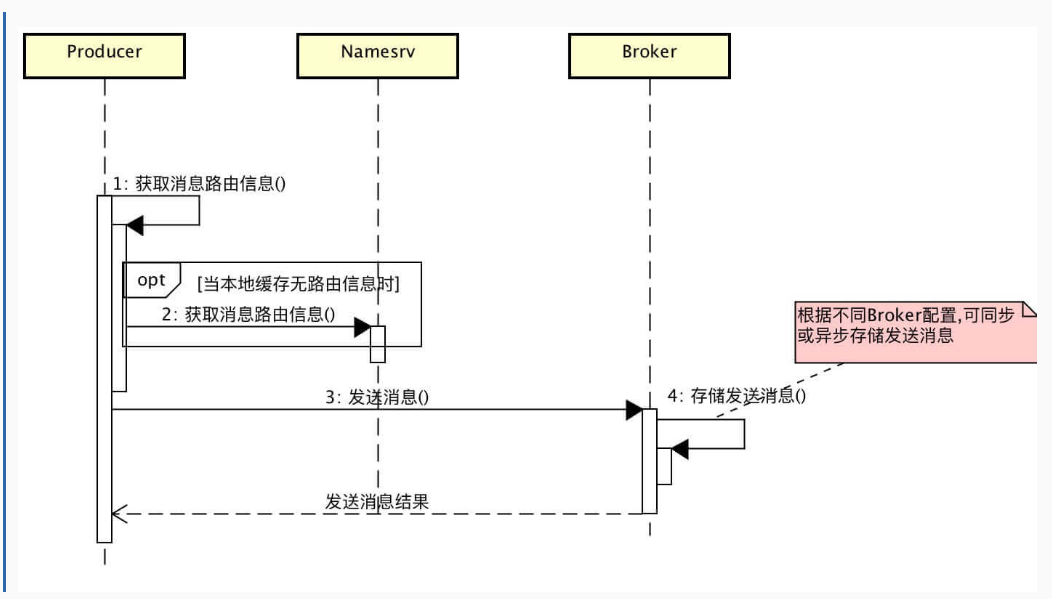 Producer
Namesrv
Broker
1: 获取消息路由信息()
opt
[当本地缓存无路由信息时]
2: 获取消息路由信息()
根据不同Broker配置,可同步
或异步存储发送消息
3: 发送消息()
4: 存储发送消息()
发送消息结果